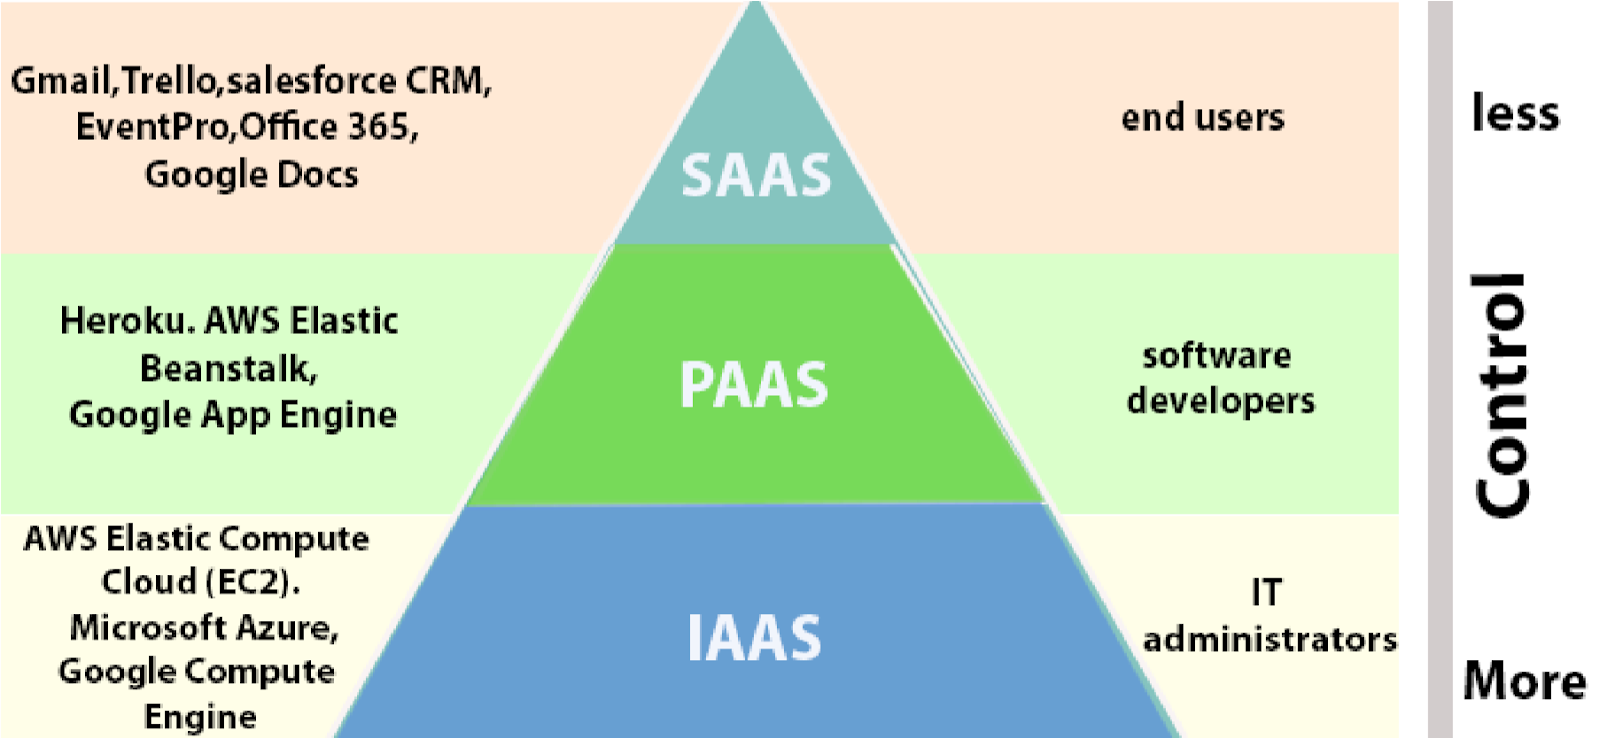 Gmail,Trello,salesforce CRM,
EventPro,Office 365,
Google Docs
SAAS
end users
less
Heroku. AWS Elastic
Beanstalk,
Google App Engine
PAAS
software
developers
Control
AWS Elastic Compute
Cloud (EC2).
Microsoft Azure,
Google Compute
Engine
IAAS
IT
administrators
More